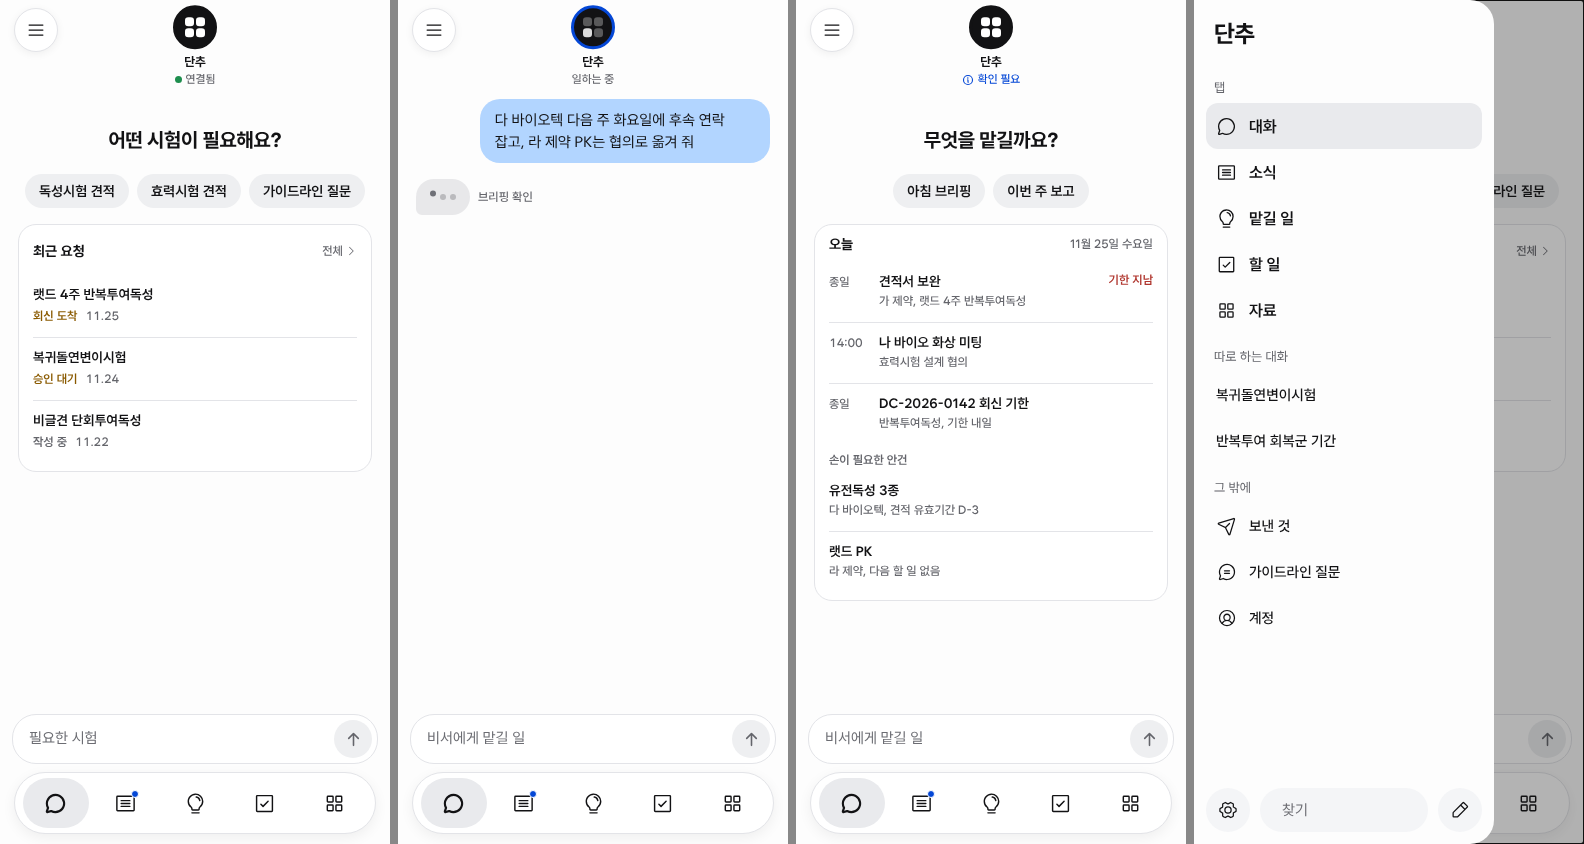 단추
연결됨
어떤 시험이 필요해요?
독성시험 견적
효력시험 견적
가이드라인 질문
최근 요청
전체
랫드 4주 반복투여독성
회신 도착 11.25
복귀돌연변이시험
승인 대기 11.24
비글견 단회투여독성
작성 중 11.22
필요한 시험
단추
일하는 중
다 바이오텍 다음 주 화요일에 후속 연락
잡고, 라 제약 PK는 협의로 옮겨 줘
브리핑 확인
비서에게 맡길 일
단추
확인 필요
무엇을 맡길까요?
아침 브리핑
이번 주 보고
오늘
11월 25일 수요일
종일
견적서 보완
기한 지남
가 제약, 랫드 4주 반복투여독성
14:00
나 바이오 화상 미팅
효력시험 설계 협의
종일
DC-2026-0142 회신 기한
반복투여독성, 기한 내일
손이 필요한 안건
유전독성 3종
다 바이오텍, 견적 유효기간 D-3
랫드 PK
라 제약, 다음 할 일 없음
비서에게 맡길 일
단추
탭
대화
소식
맡길 일
할 일
자료
따로 하는 대화
복귀돌연변이시험
반복투여 회복군 기간
그 밖에
보낸 것
가이드라인 질문
계정
찾기
라인 질문
전체